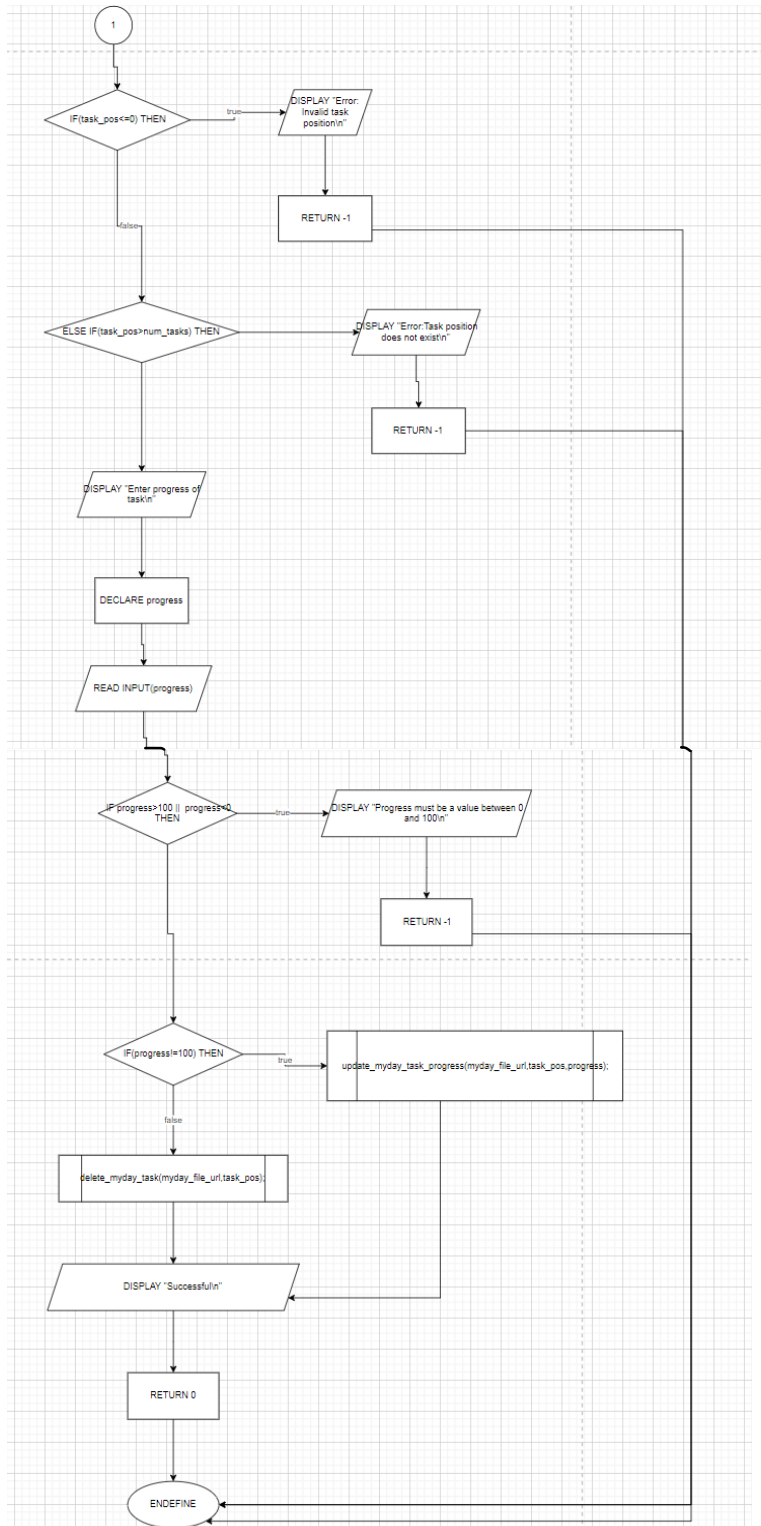 1
IF(task_pos<=0) THEN
true
DISPLAY "Error:
Invalid task
position\n"
RETURN -1
false
ELSE IF(task_pos>num_tasks) THEN
DISPLAY "Error:Task position
does not exist\n"
RETURN -1
DISPLAY "Enter progress of
task\n"
DECLARE progress
READ INPUT(progress)
IF progress>100 || progress<0
THEN
true
DISPLAY "Progress must be a value between 0
and 100\n"
RETURN -1
IF(progress!=100) THEN
true
update_myday_task_progress(myday_file_url,task_pos,progress);
false
delete_myday_task(myday_file_url,task_pos);
DISPLAY "Successful\n"
RETURN 0
ENDEFINE